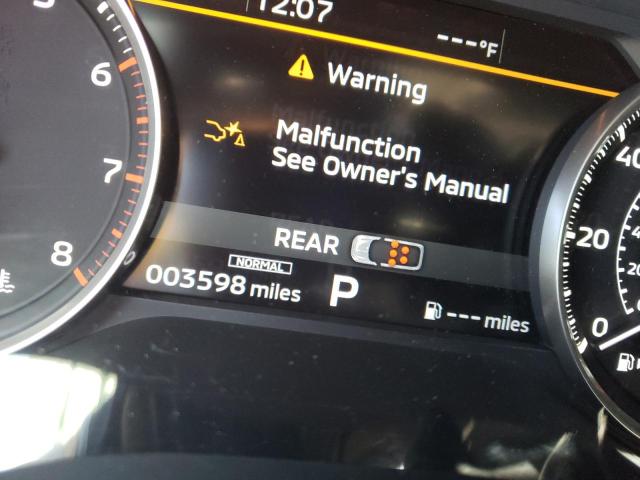 12:07
---°F
Warning
Malfunction
See Owner's Manual
REAR
NORMAL
003598 miles
P
--- miles
6
7
8
40
20
0